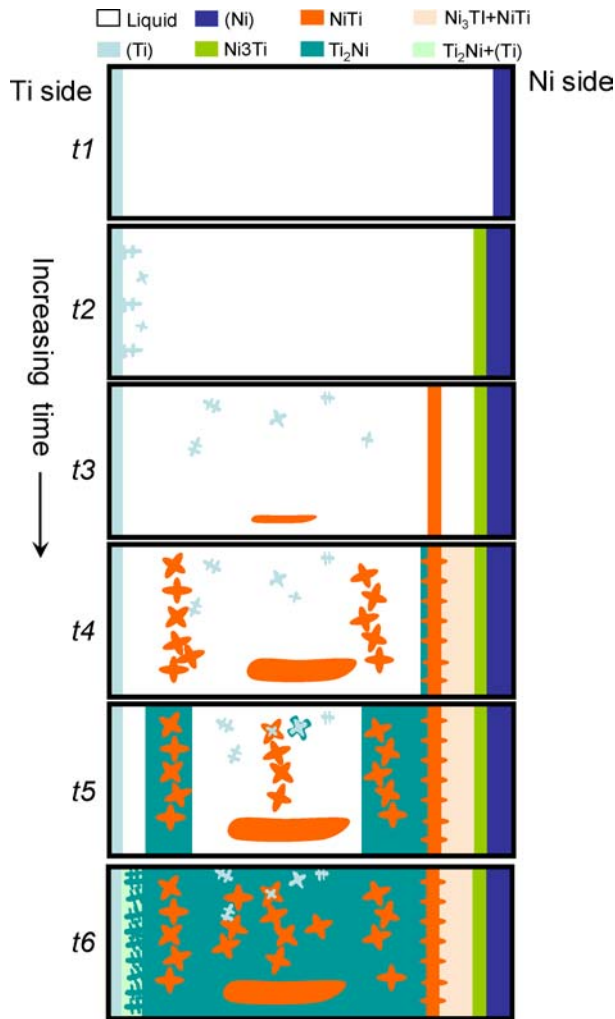 Liquid (Ni) NiTi Ni₃TI+NiTi
(Ti) Ni3Ti Ti₂Ni Ti₂Ni+(Ti)
Ti side Ni side
t1
t2
Increasing time
t3
t4
t5
t6